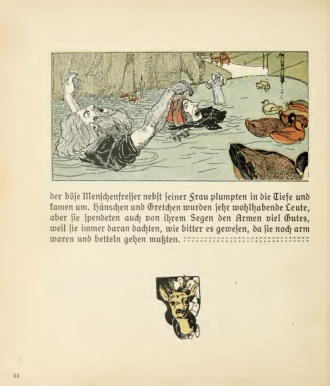 der böse Menschenfresser nebst seiner Frau plumpten in die Tiefe und
kamen um. Hänschen und Gretchen wurden sehr wohlhabende Leute,
aber sie spendeten auch von ihrem Segen den Armen viel Gutes,
weil sie immer daran dachten, wie bitter es gewesen, da sie noch arm
waren und betteln gehen mußten.
44